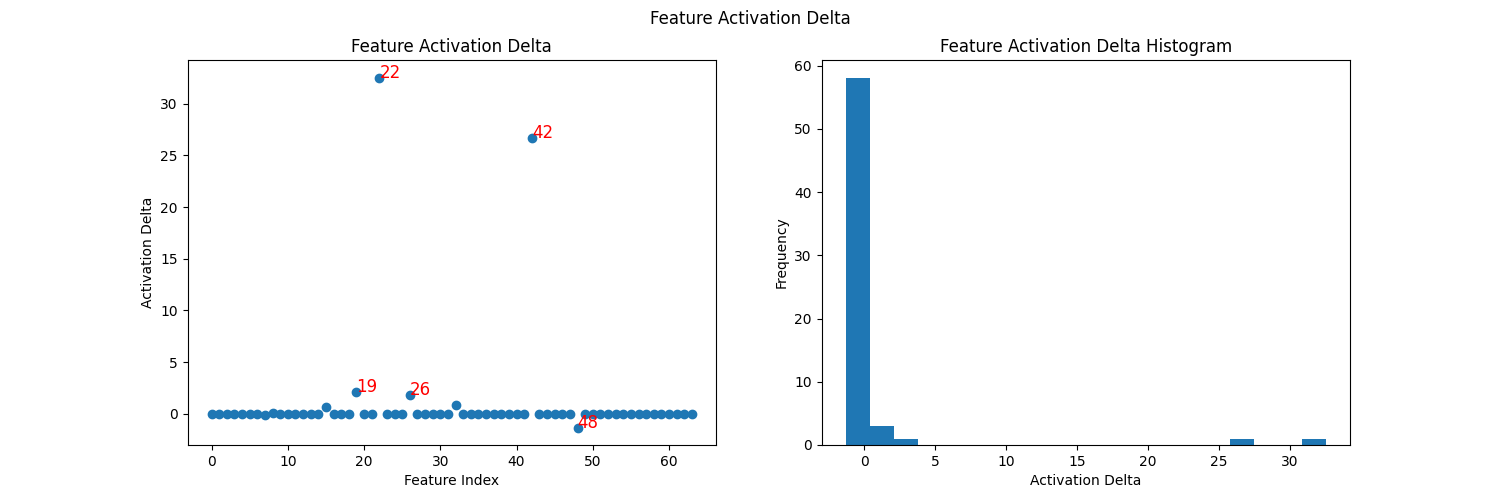 Feature Activation Delta
Feature Activation Delta
Activation Delta
30
25
20
15
10
5
0
22
42
19
26
48
0 10 20 30 40 50 60
Feature Index
Feature Activation Delta Histogram
Frequency
60
50
40
30
20
10
0
0 5 10 15 20 25 30
Activation Delta